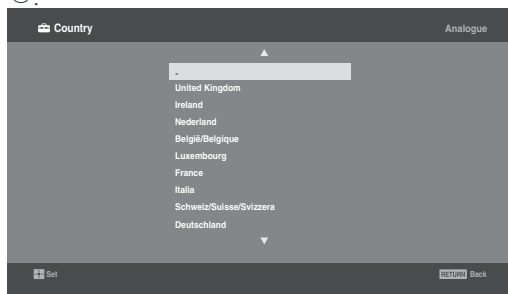 Country
Analogue
-
United Kingdom
Ireland
Nederland
België/Belgique
Luxembourg
France
Italia
Schweiz/Suisse/Svizzera
Deutschland
Set
RETURN Back